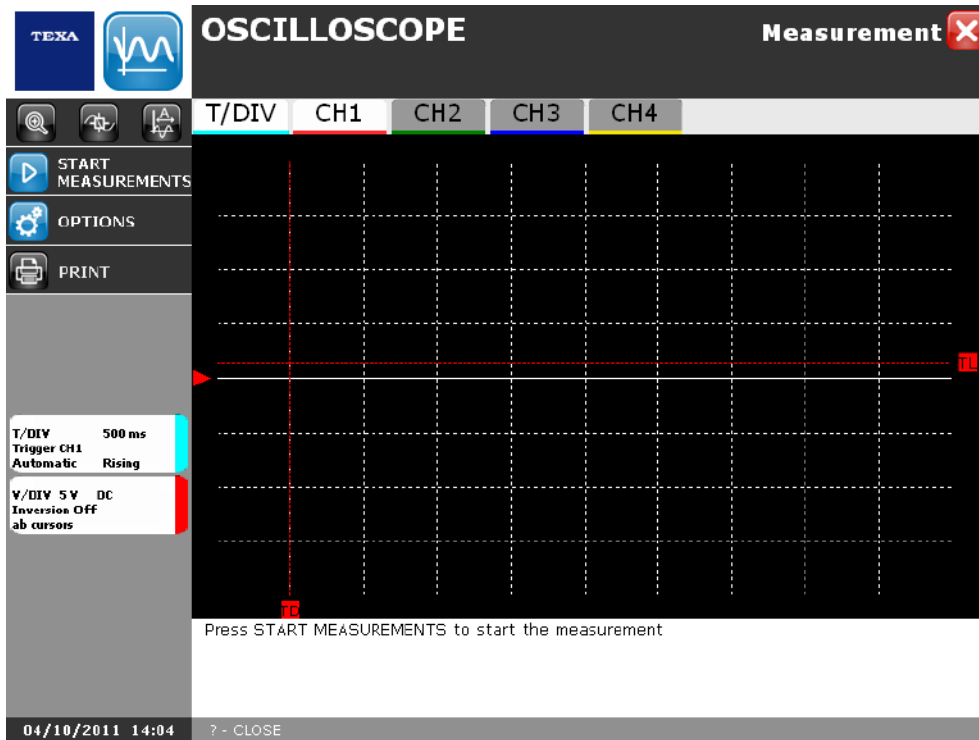 TEXA
OSCILLOSCOPE
Measurement
T/DIV CH1 CH2 CH3 CH4
START
MEASUREMENTS
OPTIONS
PRINT
TL
T/DIV 500 ms
Trigger CH1
Automatic Rising
V/DIV 5 V DC
Inversion Off
ab cursors
TD
Press START MEASUREMENTS to start the measurement
04/10/2011 14:04
? - CLOSE